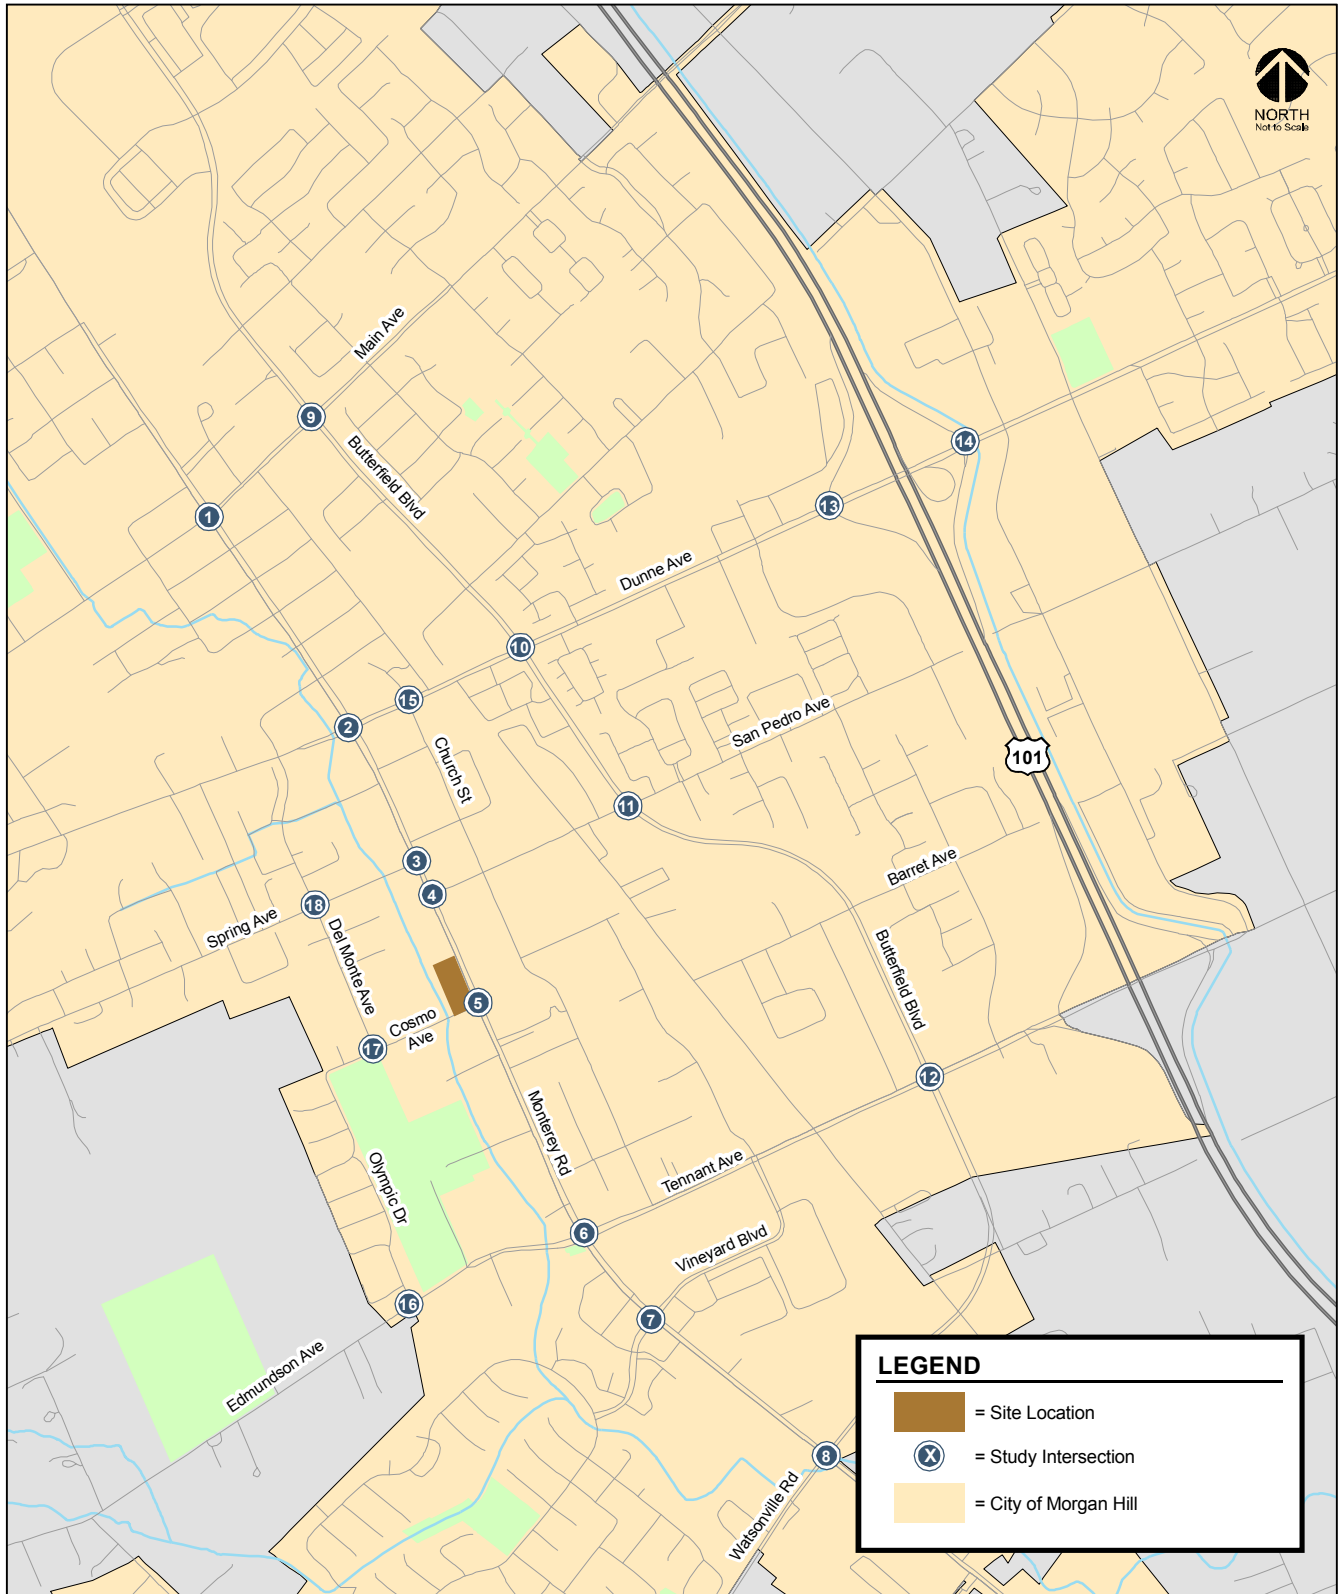 NORTH
Not to Scale
Main Ave
9
Butterfield Blvd
14
13
1
Dunne Ave
10
15
2
San Pedro Ave
Church St
101
11
3
Barret Ave
4
18
Spring Ave
Del Monte Ave
Butterfield Blvd
5
Cosmo
Ave
17
12
Monterey Rd
Tennant Ave
Olympic Dr
6
Vineyard Blvd
16
7
Edmundson Ave
8
Watsonville Rd
LEGEND
= Site Location
X = Study Intersection
= City of Morgan Hill